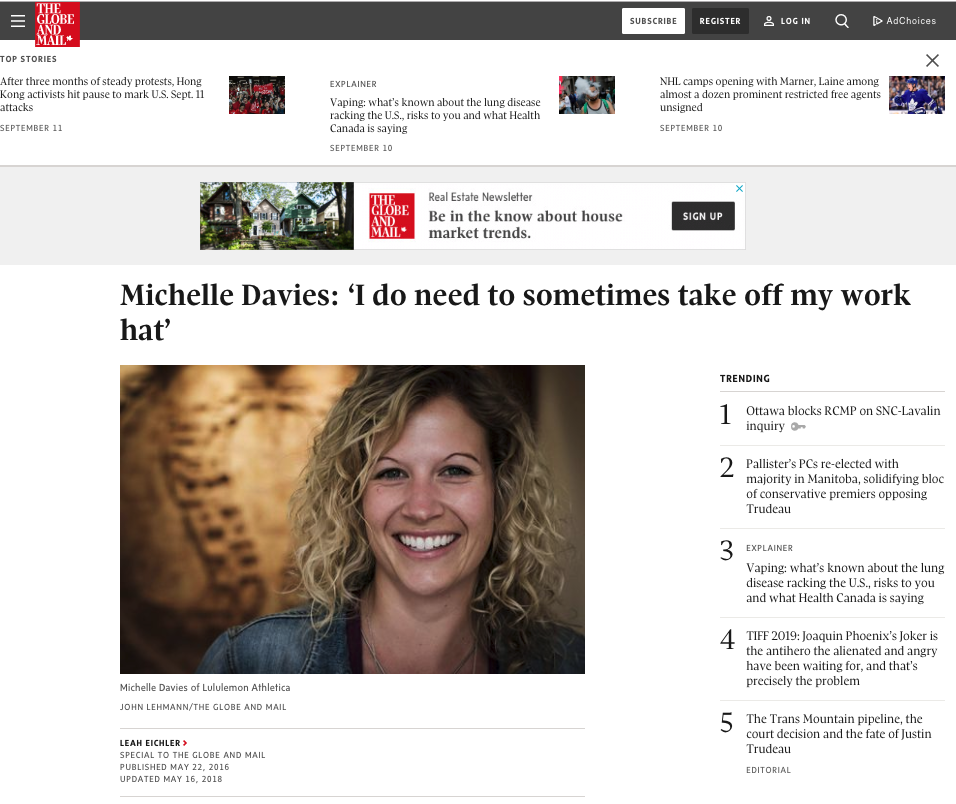 THE
GLOBE
AND
MAIL
SUBSCRIBE
REGISTER
LOG IN
AdChoices
TOP STORIES
After three months of steady protests, Hong
Kong activists hit pause to mark U.S. Sept. 11
attacks
SEPTEMBER 11
EXPLAINER
Vaping: what's known about the lung disease
racking the U.S., risks to you and what Health
Canada is saying
SEPTEMBER 10
NHL camps opening with Marner, Laine among
almost a dozen prominent restricted free agents
unsigned
SEPTEMBER 10
THE
GLOBE
AND
MAIL
Real Estate Newsletter
Be in the know about house
market trends.
SIGN UP
Michelle Davies: ‘I do need to sometimes take off my work
hat’
Michelle Davies of Lululemon Athletica
JOHN LEHMANN/THE GLOBE AND MAIL
LEAH EICHLER
SPECIAL TO THE GLOBE AND MAIL
PUBLISHED MAY 22, 2016
UPDATED MAY 16, 2018
TRENDING
1 Ottawa blocks RCMP on SNC-Lavalin
inquiry
2 Pallister’s PCs re-elected with
majority in Manitoba, solidifying bloc
of conservative premiers opposing
Trudeau
3 EXPLAINER
Vaping: what’s known about the lung
disease racking the U.S., risks to you
and what Health Canada is saying
4 TIFF 2019: Joaquin Phoenix’s Joker is
the antihero the alienated and angry
have been waiting for, and that’s
precisely the problem
5 The Trans Mountain pipeline, the
court decision and the fate of Justin
Trudeau
EDITORIAL